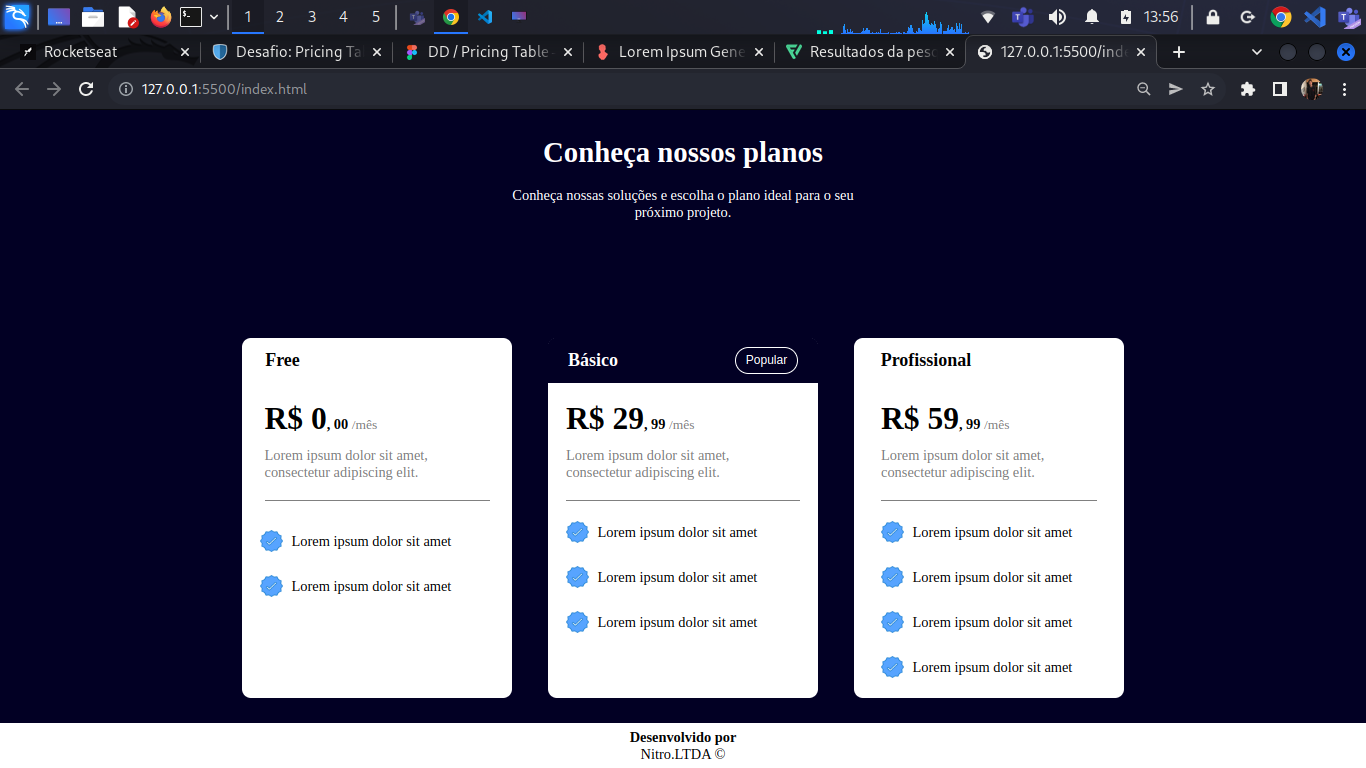 1 2 3 4 5
13:56
Rocketseat
Desafio: Pricing Ta
DD / Pricing Table
Lorem Ipsum Gene
Resultados da pesc
127.0.0.1:5500/inde
127.0.0.1:5500/index.html
Conheça nossos planos
Conheça nossas soluções e escolha o plano ideal para o seu
próximo projeto.
Free
R$ 0, 00 /mês
Lorem ipsum dolor sit amet,
consectetur adipiscing elit.
Lorem ipsum dolor sit amet
Lorem ipsum dolor sit amet
Básico
Popular
R$ 29, 99 /mês
Lorem ipsum dolor sit amet,
consectetur adipiscing elit.
Lorem ipsum dolor sit amet
Lorem ipsum dolor sit amet
Lorem ipsum dolor sit amet
Profissional
R$ 59, 99 /mês
Lorem ipsum dolor sit amet,
consectetur adipiscing elit.
Lorem ipsum dolor sit amet
Lorem ipsum dolor sit amet
Lorem ipsum dolor sit amet
Lorem ipsum dolor sit amet
Desenvolvido por
Nitro.LTDA ©